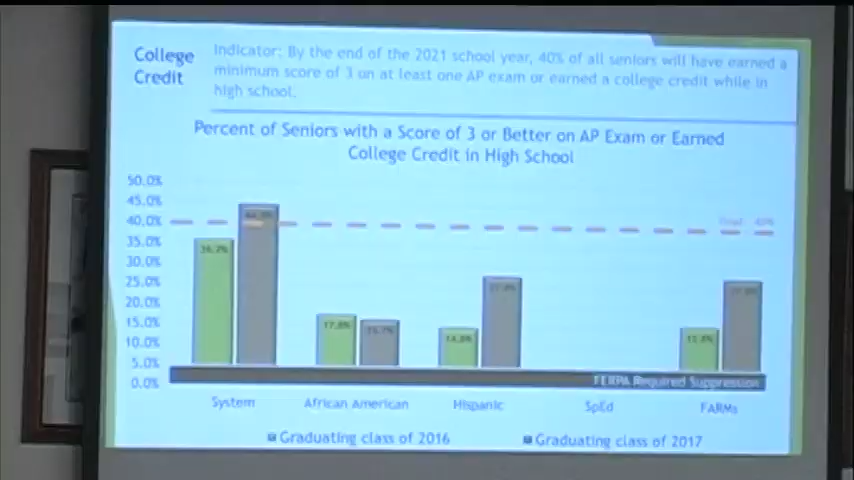 College
Credit
Indicator: By the end of the 2021 school year, 40% of all seniors will have earned a
minimum score of 3 on at least one AP exam or earned a college credit while in
high school.
Percent of Seniors with a Score of 3 or Better on AP Exam or Earned
College Credit in High School
50.0%
45.0%
40.0%
35.0%
30.0%
25.0%
20.0%
15.0%
10.0%
5.0%
0.0%
17.8%
FERPA Required Suppression
System African American Hispanic SpEd FARMs
Graduating class of 2016 Graduating class of 2017